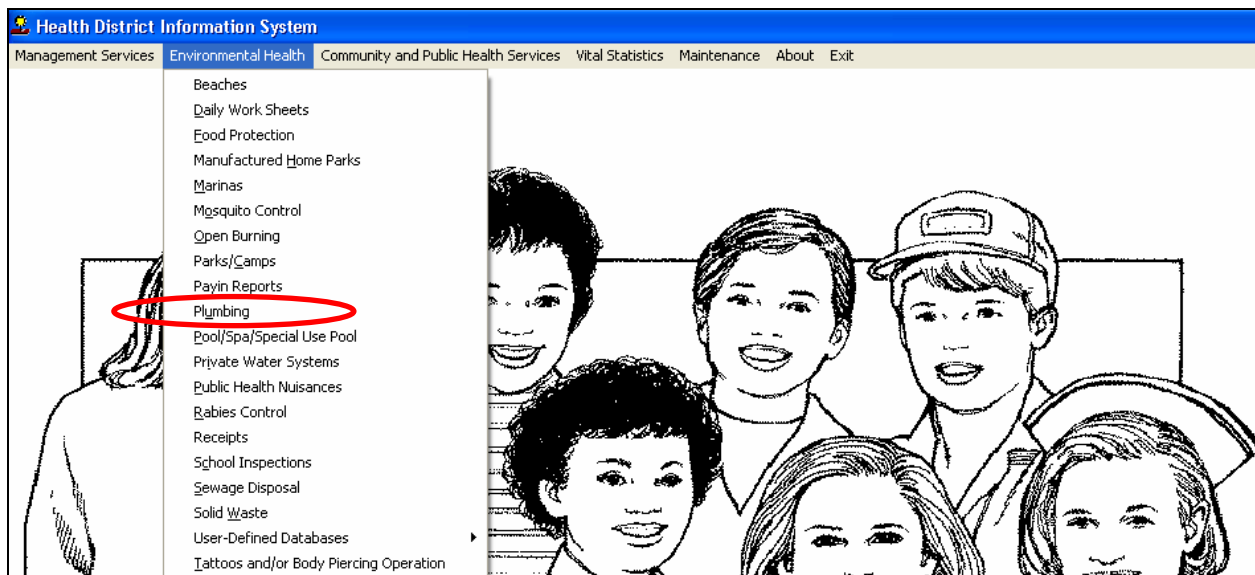 Health District Information System
Management Services Environmental Health Community and Public Health Services Vital Statistics Maintenance About Exit
Beaches
Daily Work Sheets
Food Protection
Manufactured Home Parks
Marinas
Mosquito Control
Open Burning
Parks/Camps
Payin Reports
Plumbing
Pool/Spa/Special Use Pool
Private Water Systems
Public Health Nuisances
Rabies Control
Receipts
School Inspections
Sewage Disposal
Solid Waste
User-Defined Databases
Tattoos and/or Body Piercing Operation